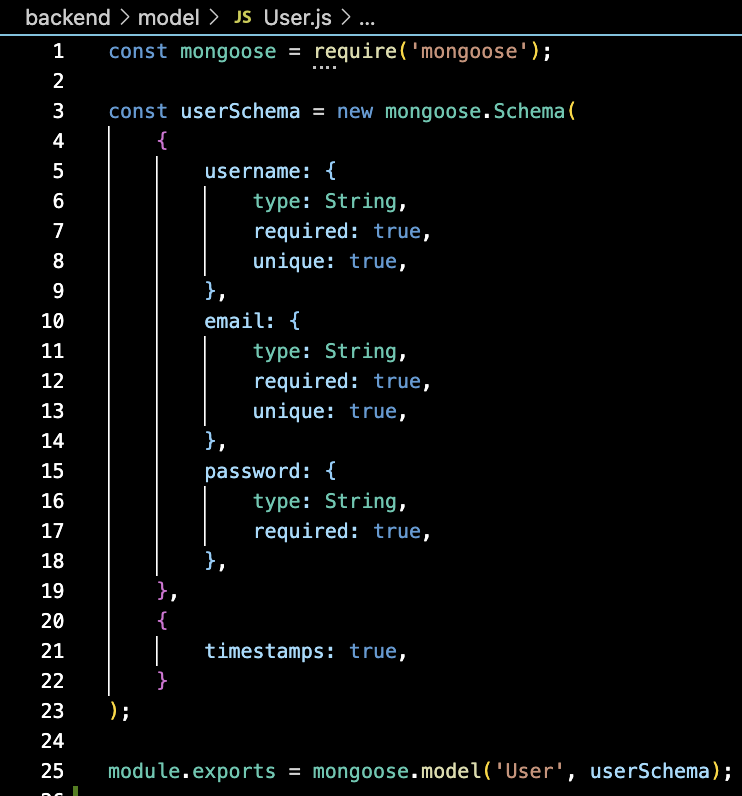 backend > model > JS User.js > ...
1 const mongoose = require('mongoose');
2
3 const userSchema = new mongoose.Schema(
4     {
5         username: {
6             type: String,
7             required: true,
8             unique: true,
9         },
10         email: {
11             type: String,
12             required: true,
13             unique: true,
14         },
15         password: {
16             type: String,
17             required: true,
18         },
19     },
20     {
21         timestamps: true,
22     }
23 );
24
25 module.exports = mongoose.model('User', userSchema);